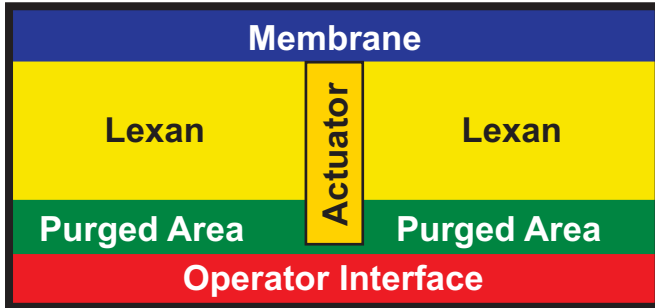 Membrane
Lexan
Actuator
Lexan
Purged Area
Purged Area
Operator Interface